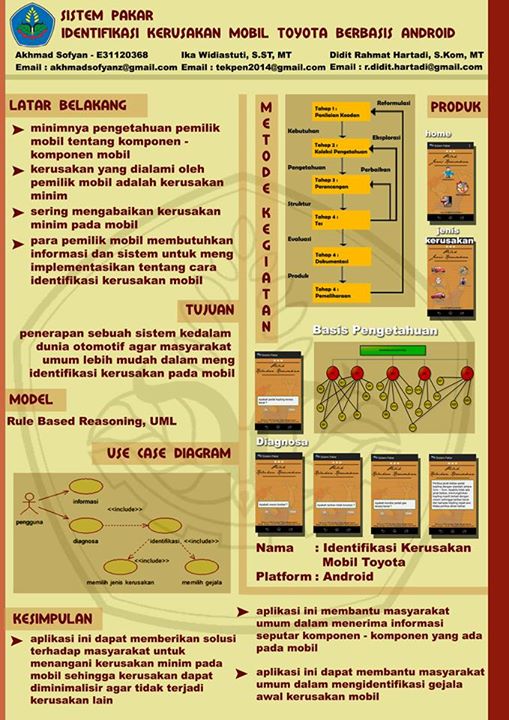 SISTEM PAKAR
IDENTIFIKASI KERUSAKAN MOBIL TOYOTA BERBASIS ANDROID
Akhmad Sofyan - E31120368
Email : akhmadsofyanz@gmail.com
Ika Widiastuti, S.ST, MT
Email : tekpen2014@gmail.com
Didit Rahmat Hartadi, S.Kom, MT
Email : r.didit.hartadi@gmail.com
LATAR BELAKANG
minimnya pengetahuan pemilik
mobil tentang komponen -
komponen mobil
kerusakan yang dialami oleh
pemilik mobil adalah kerusakan
minim
sering mengabaikan kerusakan
minim pada mobil
para pemilik mobil membutuhkan
informasi dan sistem untuk meng
implementasikan tentang cara
identifikasi kerusakan mobil
TUJUAN
penerapan sebuah sistem kedalam
dunia otomotif agar masyarakat
umum lebih mudah dalam meng
identifikasi kerusakan pada mobil
MODEL
Rule Based Reasoning, UML
USE CASE DIAGRAM
pengguna
informasi
<<include>>
diagnosa
identifikasi
<<include>>
memilih jenis kerusakan
memilih gejala
METODE KEGIATAN
Tahap 1 :
Penilaian Keadaan
Reformulasi
Kebutuhan
Eksplorasi
Tahap 2 :
Koleksi Pengetahuan
Pengetahuan
Perbaikan
Tahap 3 :
Perancangan
Struktur
Tahap 4 :
Tes
Evaluasi
Tahap 4 :
Dokumentasi
Produk
Tahap 6 :
Pemeliharaan
PRODUK
home
jenis
kerusakan
Basis Pengetahuan
Diagnosa
Nama : Identifikasi Kerusakan
Mobil Toyota
Platform : Android
KESIMPULAN
aplikasi ini dapat memberikan solusi
terhadap masyarakat untuk
menangani kerusakan minim pada
mobil sehingga kerusakan dapat
diminimalisir agar tidak terjadi
kerusakan lain
aplikasi ini membantu masyarakat
umum dalam menerima informasi
seputar komponen - komponen yang ada
pada mobil
aplikasi ini dapat membantu masyarakat
umum dalam mengidentifikasi gejala
awal kerusakan mobil